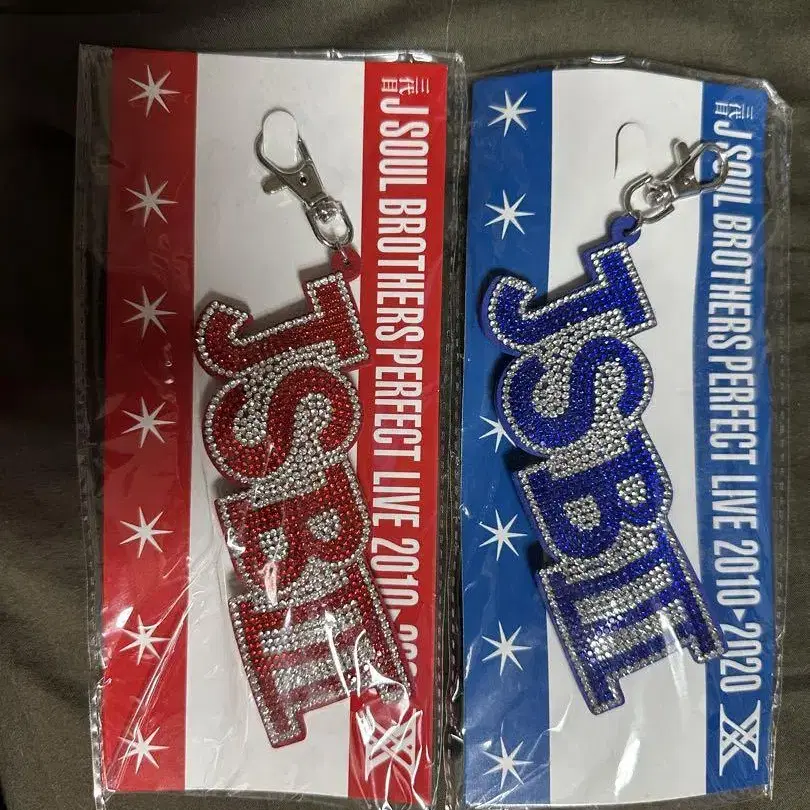 三代目 J SOUL BROTHERS PERFECT LIVE 2010▶20
JSBIII
三代目 J SOUL BROTHERS PERFECT LIVE 2010▶2020
JSBIII